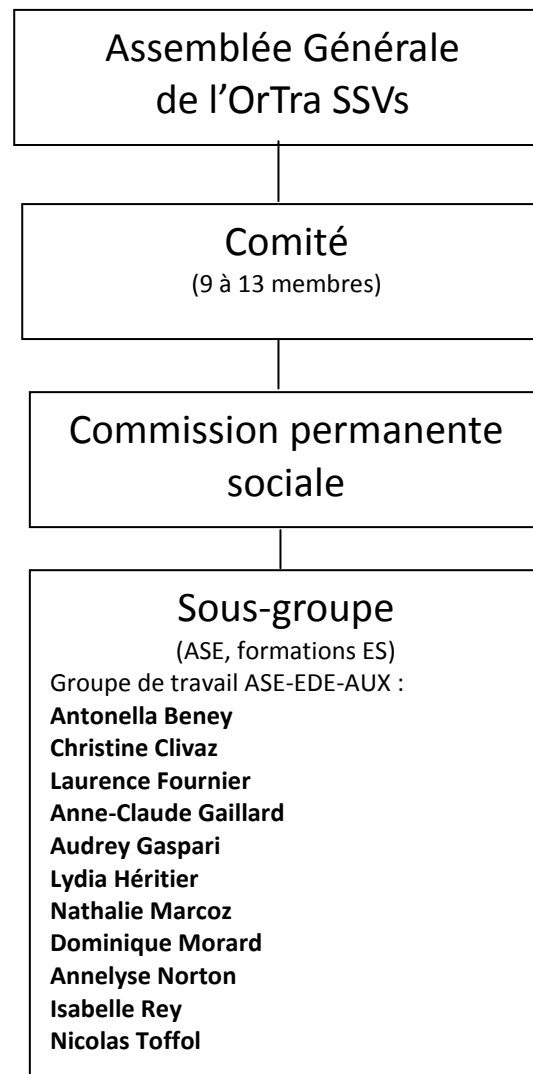 Assemblée Générale
de l’OrTra SSVs
Comité
(9 à 13 membres)
Commission permanente
sociale
Sous-groupe
(ASE, formations ES)
Groupe de travail ASE-EDE-AUX :
Antonella Beney
Christine Clivaz
Laurence Fournier
Anne-Claude Gaillard
Audrey Gaspari
Lydia Héritier
Nathalie Marcoz
Dominique Morard
Annelyse Norton
Isabelle Rey
Nicolas Toffol